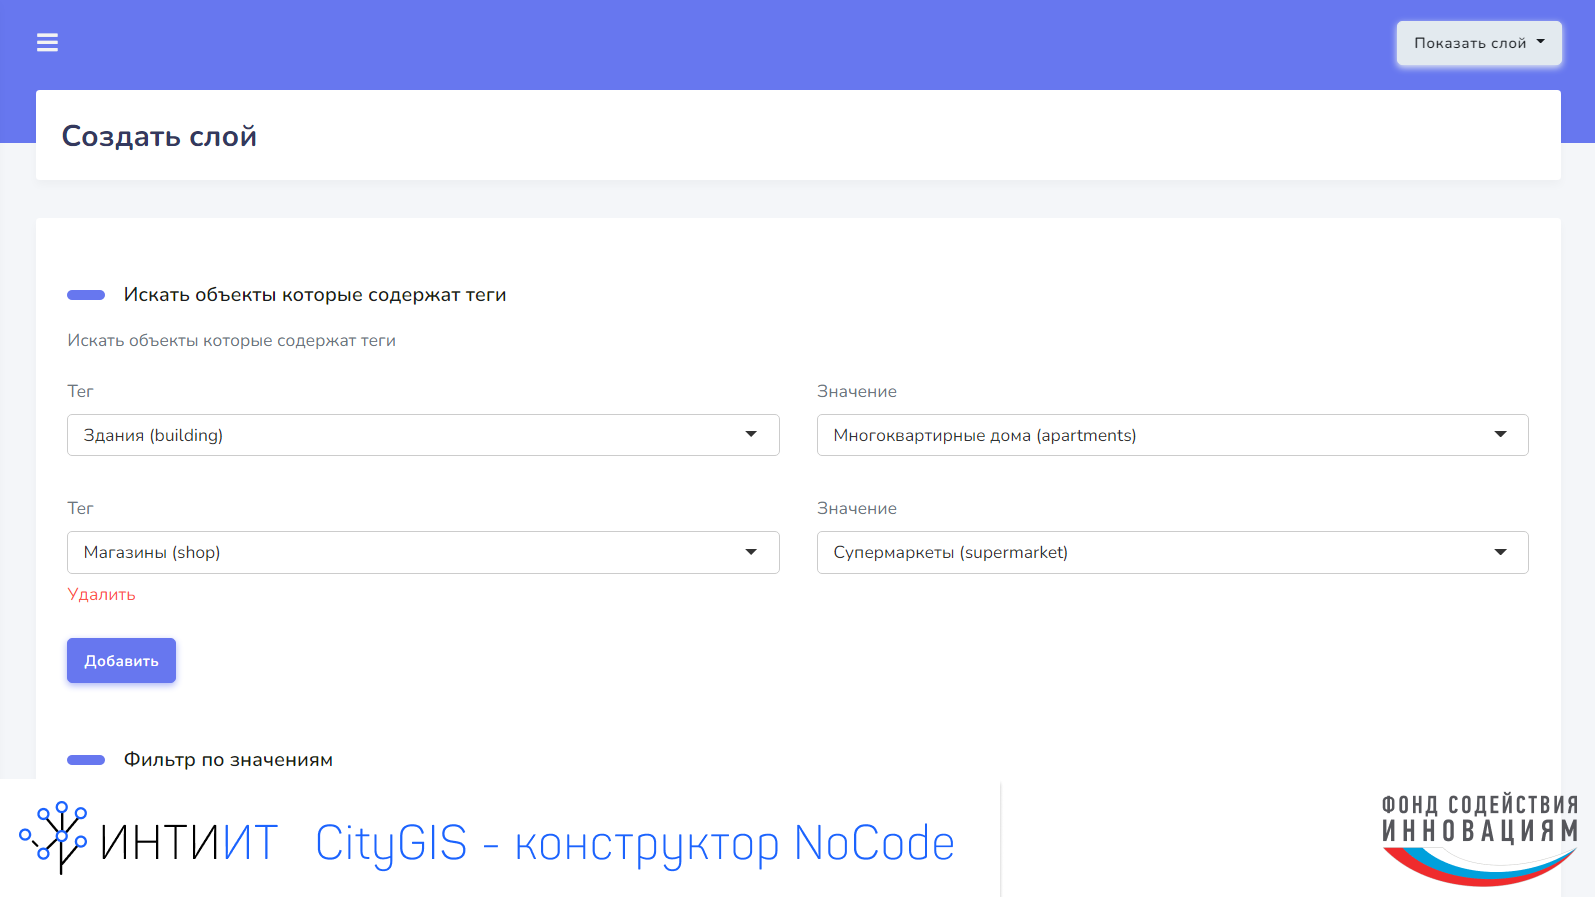 Показать слой
Создать слой
Искать объекты которые содержат теги
Искать объекты которые содержат теги
Тег
Значение
Здания (building)
Многоквартирные дома (apartments)
Тег
Значение
Магазины (shop)
Супермаркеты (supermarket)
Удалить
Добавить
Фильтр по значениям
ИНТИИТ
CityGIS - конструктор NoCode
ФОНД СОДЕЙСТВИЯ
ИННОВАЦИЯМ